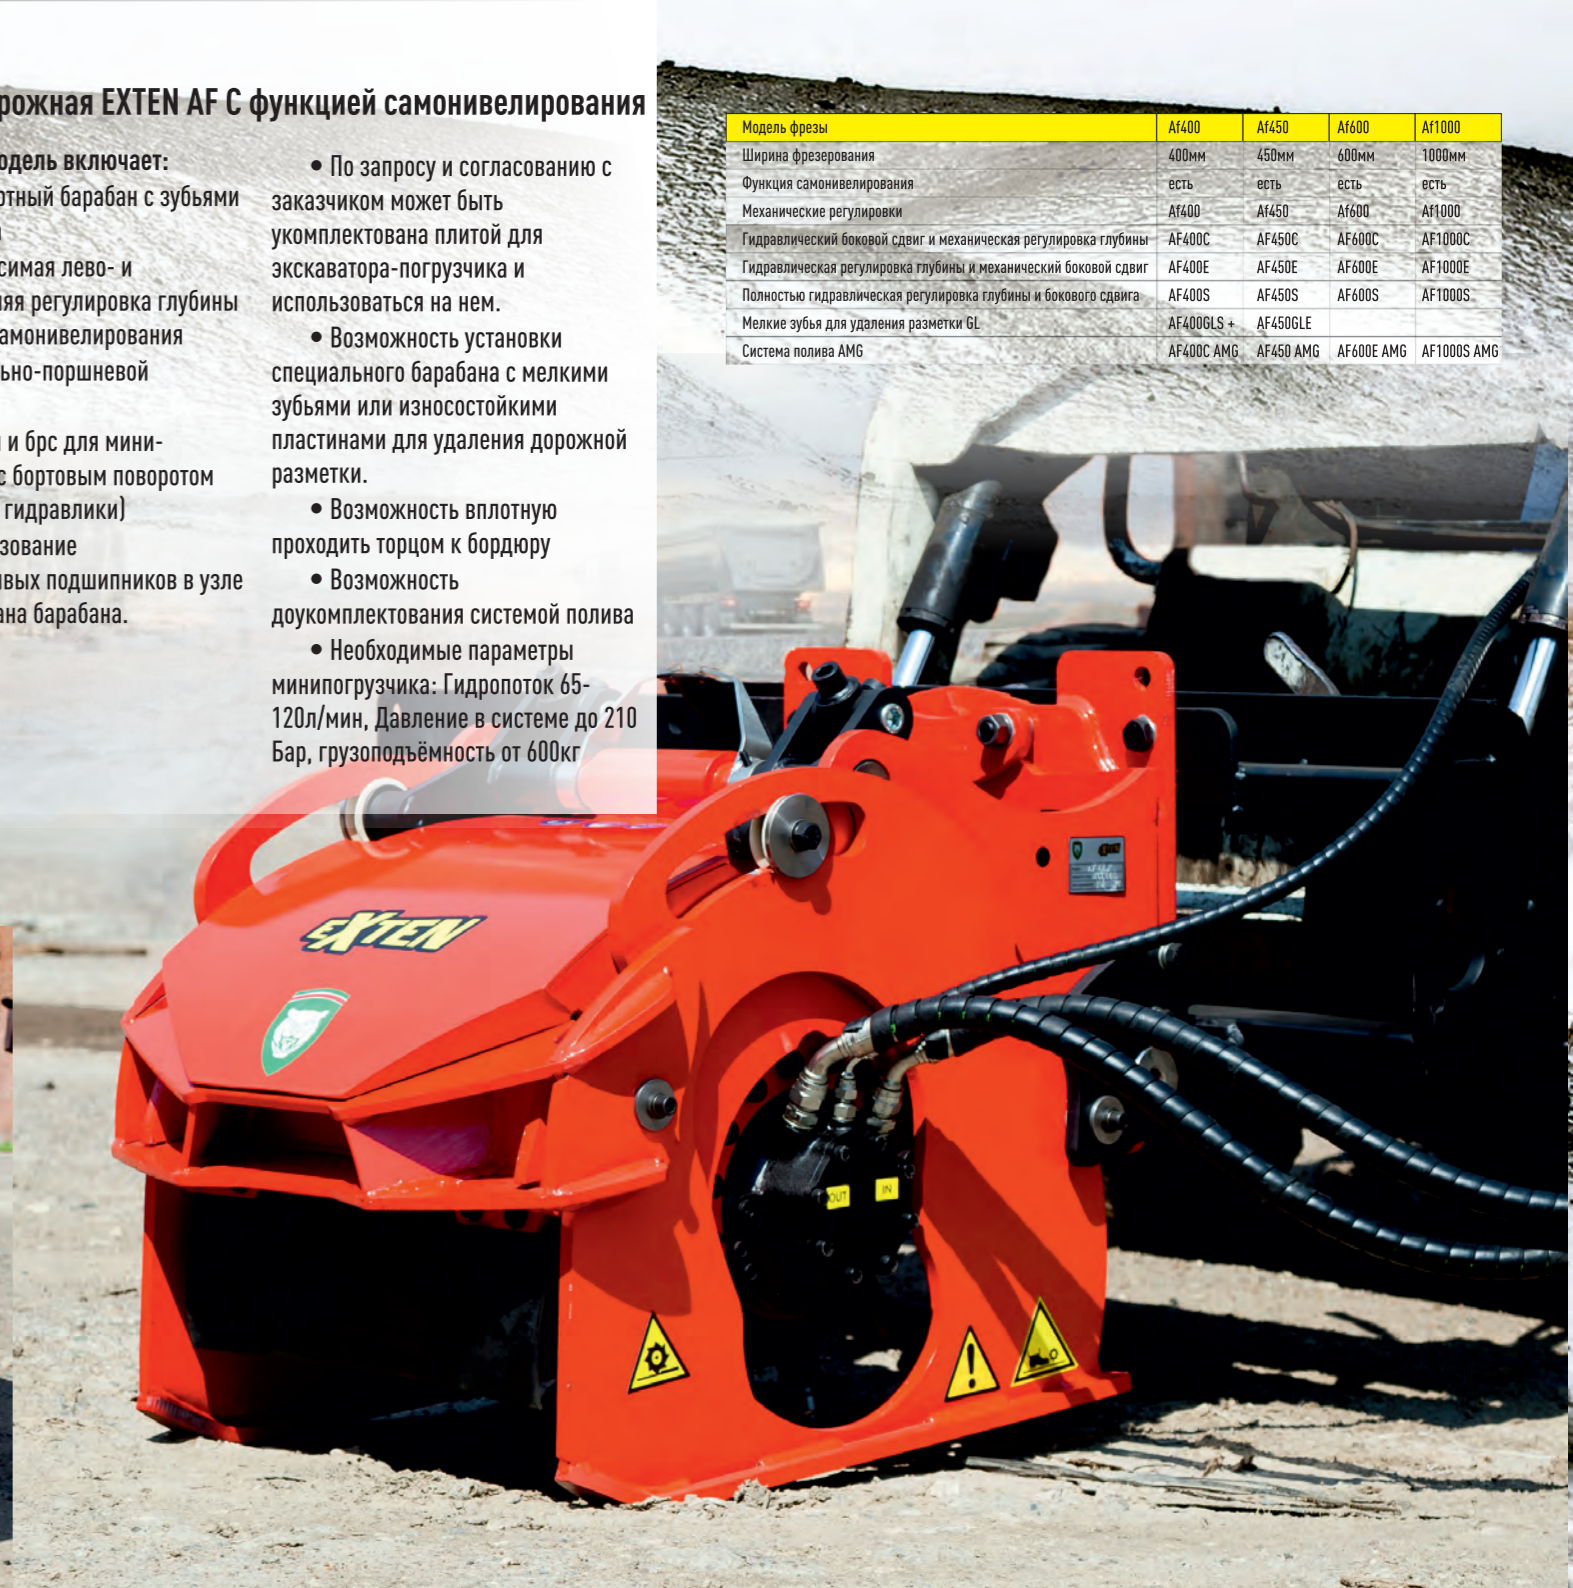 рожная EXTEN AF С функцией самонивелирования
одель включает:
отный барабан с зубьями
симая лево- и
яя регулировка глубины
амонивелирования
ьно-поршневой
и брс для мини-
с бортовым поворотом
гидравлики)
зование
ивых подшипников в узле
ана барабана.
• По запросу и согласованию с
заказчиком может быть
укомплектована плитой для
экскаватора-погрузчика и
использоваться на нем.
• Возможность установки
специального барабана с мелкими
зубьями или износостойкими
пластинами для удаления дорожной
разметки.
• Возможность вплотную
проходить торцом к бордюру
• Возможность
доукомплектования системой полива
• Необходимые параметры
минипогрузчика: Гидропоток 65-
120л/мин, Давление в системе до 210
Бар, грузоподъёмность от 600кг
Модель фрезы Af400 Af450 Af600 Af1000
Ширина фрезерования 400мм 450мм 600мм 1000мм
Функция самонивелирования есть есть есть есть
Механические регулировки Af400 Af450 Af600 Af1000
Гидравлический боковой сдвиг и механическая регулировка глубины AF400C AF450C AF600C AF1000C
Гидравлическая регулировка глубины и механический боковой сдвиг AF400E AF450E AF600E AF1000E
Полностью гидравлическая регулировка глубины и бокового сдвига AF400S AF450S AF600S AF1000S
Мелкие зубья для удаления разметки GL AF400GLS + AF450GLE
Система полива AMG AF400C AMG AF450 AMG AF600E AMG AF1000S AMG
EXTEN
EXTEN
OUT IN